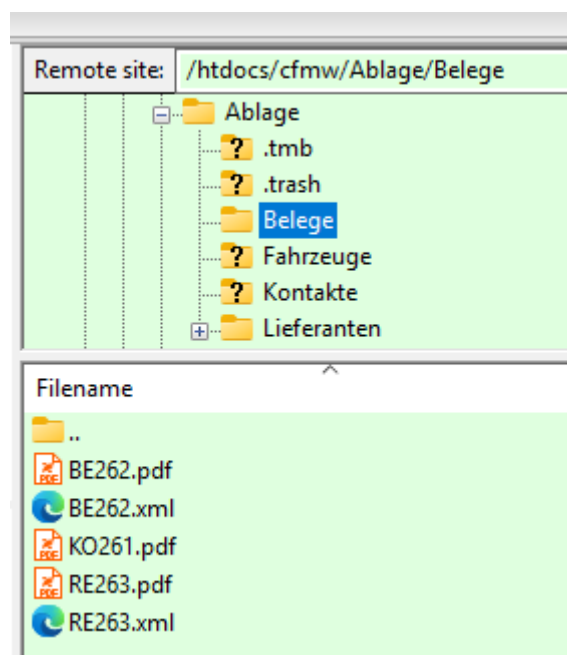 Remote site: /htdocs/cfmw/Ablage/Belege
Ablage
? .tmb
? .trash
Belege
? Fahrzeuge
? Kontakte
Lieferanten
Filename
..
BE262.pdf
BE262.xml
KO261.pdf
RE263.pdf
RE263.xml